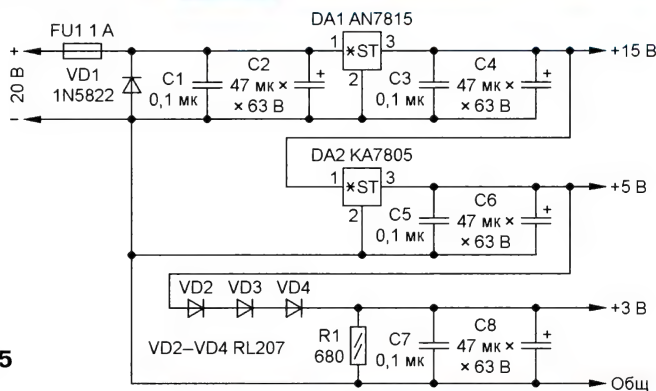 FU1 1 А
DA1 AN7815
+
20 В
−
VD1
1N5822
C1
0,1 мк
C2
47 мк ×
× 63 В
+
1
*ST
3
2
C3
0,1 мк
C4
47 мк ×
× 63 В
+
+15 В
DA2 KA7805
1
*ST
3
2
C5
0,1 мк
C6
47 мк ×
× 63 В
+
+5 В
VD2
VD3
VD4
VD2–VD4 RL207
R1
680
C7
0,1 мк
C8
47 мк ×
× 63 В
+
+3 В
Общ
5